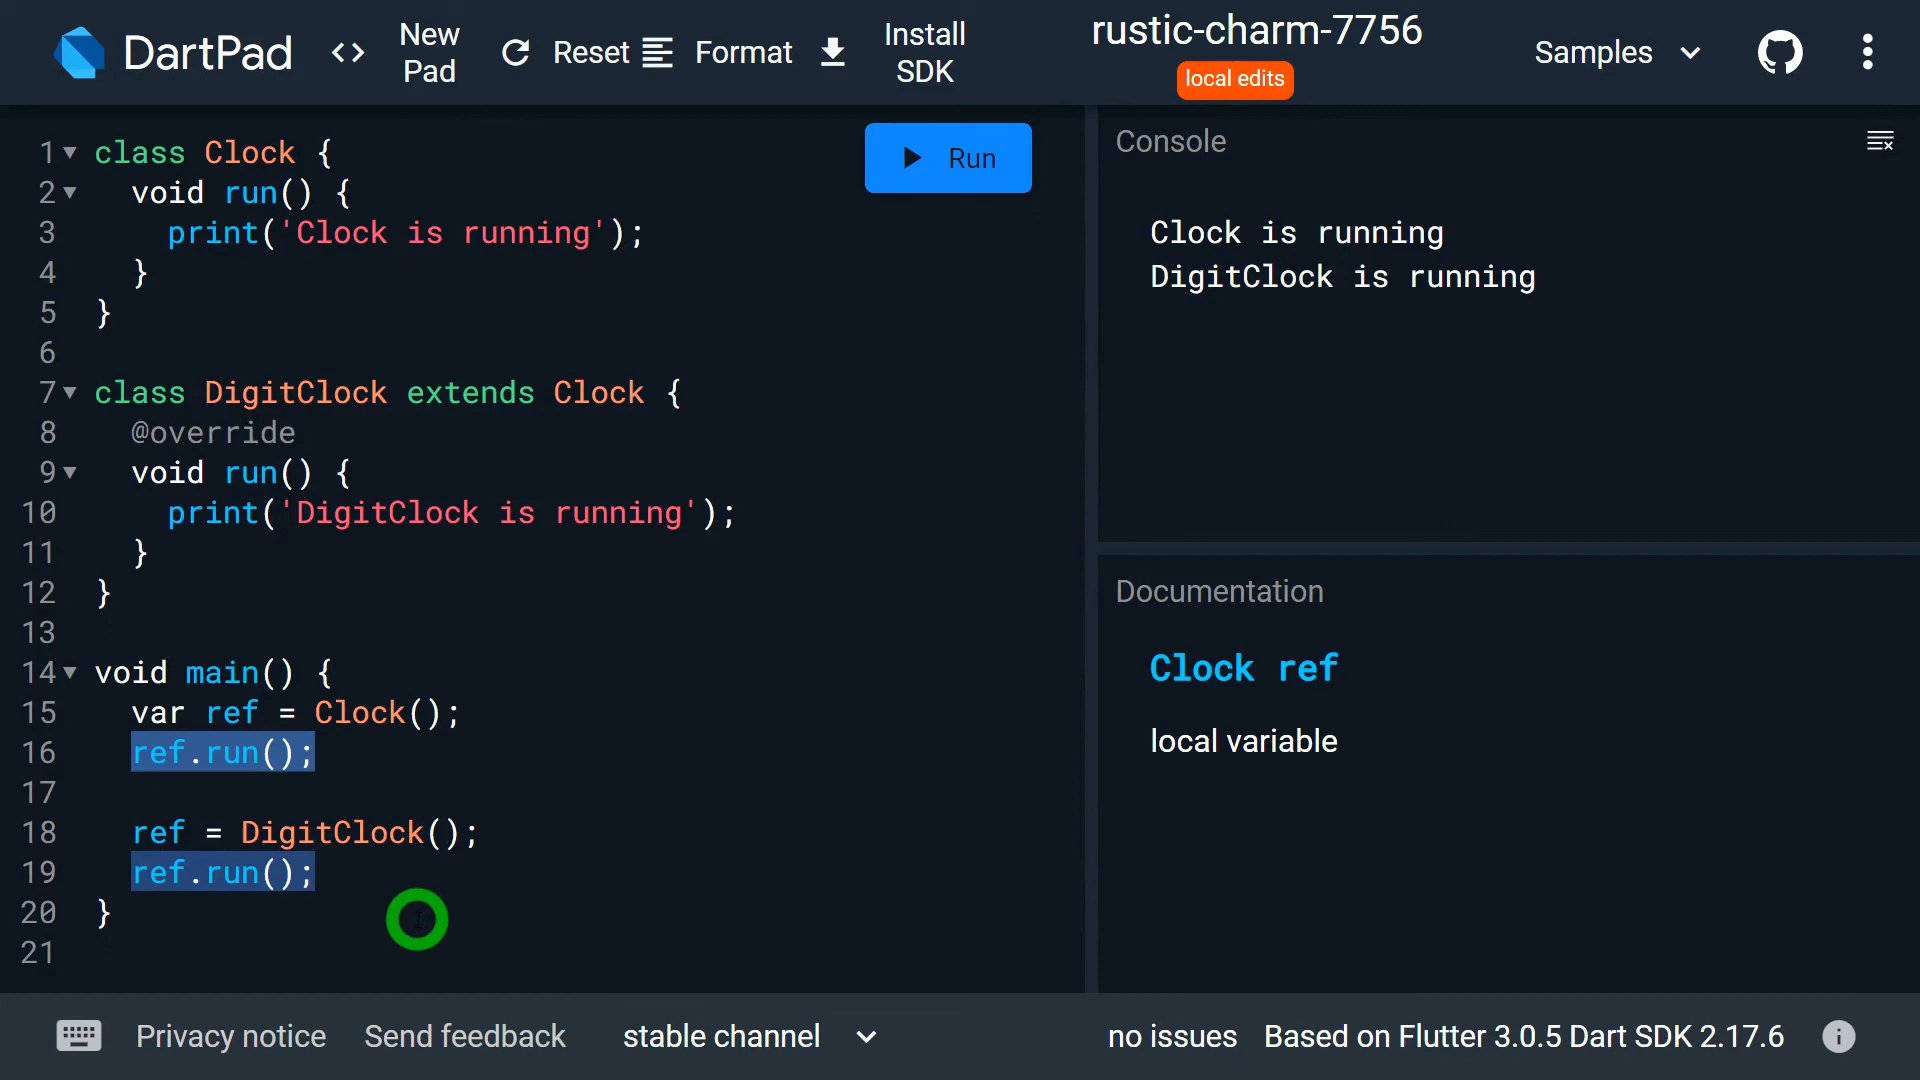 DartPad
<> New Pad
Reset
Format
Install SDK
rustic-charm-7756
local edits
Samples
1 class Clock {
2 void run() {
3 print('Clock is running');
4 }
5 }
6
7 class DigitClock extends Clock {
8 @override
9 void run() {
10 print('DigitClock is running');
11 }
12 }
13
14 void main() {
15 var ref = Clock();
16 ref.run();
17
18 ref = DigitClock();
19 ref.run();
20 }
21
Run
Console
Clock is running
DigitClock is running
Documentation
Clock ref
local variable
Privacy notice
Send feedback
stable channel
no issues
Based on Flutter 3.0.5 Dart SDK 2.17.6